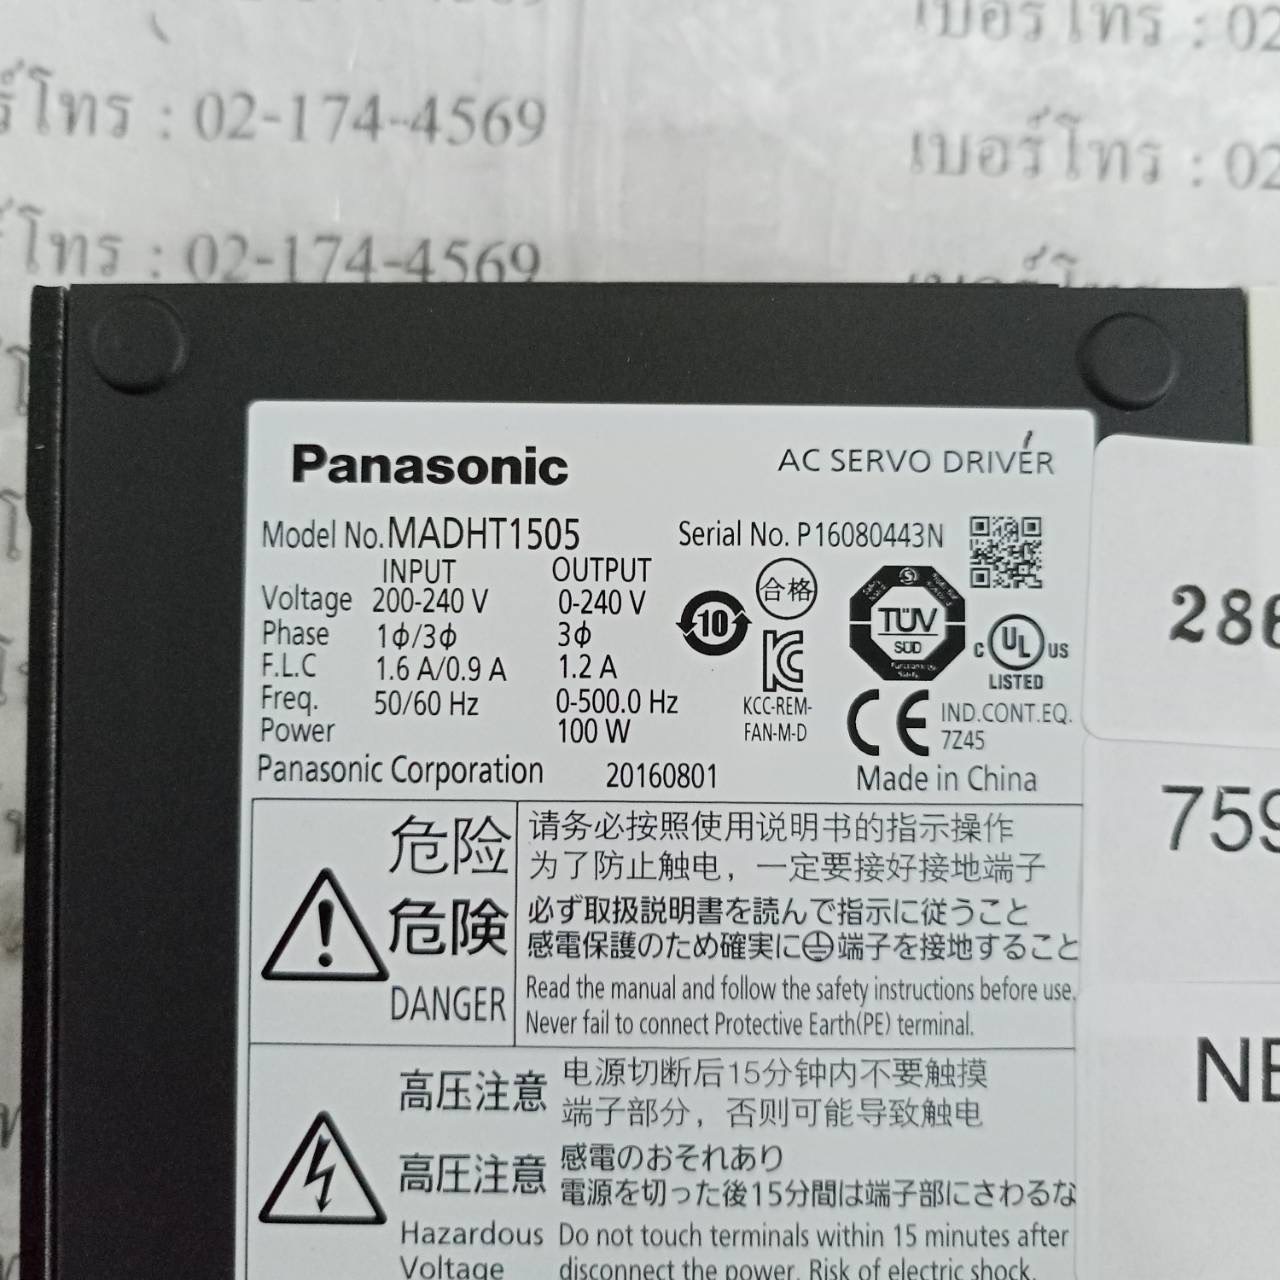 เบอร์โทร : 02
ร์โทร : 02-174-4569
เบอร์โทร : 02
ร์โทร : 02-174-4569
Panasonic
AC SERVO DRIVER
Model No. MADHT1505
Serial No. P16080443N
INPUT OUTPUT
Voltage 200-240 V 0-240 V
Phase 1ϕ/3ϕ 3ϕ
F.L.C 1.6 A/0.9 A 1.2 A
Freq. 50/60 Hz 0-500.0 Hz
Power 100 W
Panasonic Corporation 20160801
10
合格
KCC-REM-
FAN-M-D
TÜV
SÜD
C UL US
LISTED
CE
IND.CONT.EQ.
7Z45
Made in China
286
759
NE
危险
请务必按照使用说明书的指示操作
为了防止触电，一定要接好接地端子
危険
必ず取扱説明書を読んで指示に従うこと
感電保護のため確実に⏚端子を接地すること
DANGER
Read the manual and follow the safety instructions before use.
Never fail to connect Protective Earth(PE) terminal.
高压注意
电源切断后15分钟内不要触摸
端子部分，否则可能导致触电
高圧注意
感電のおそれあり
電源を切った後15分間は端子部にさわるな
Hazardous
Voltage
Do not touch terminals within 15 minutes after
disconnect the power. Risk of electric shock.